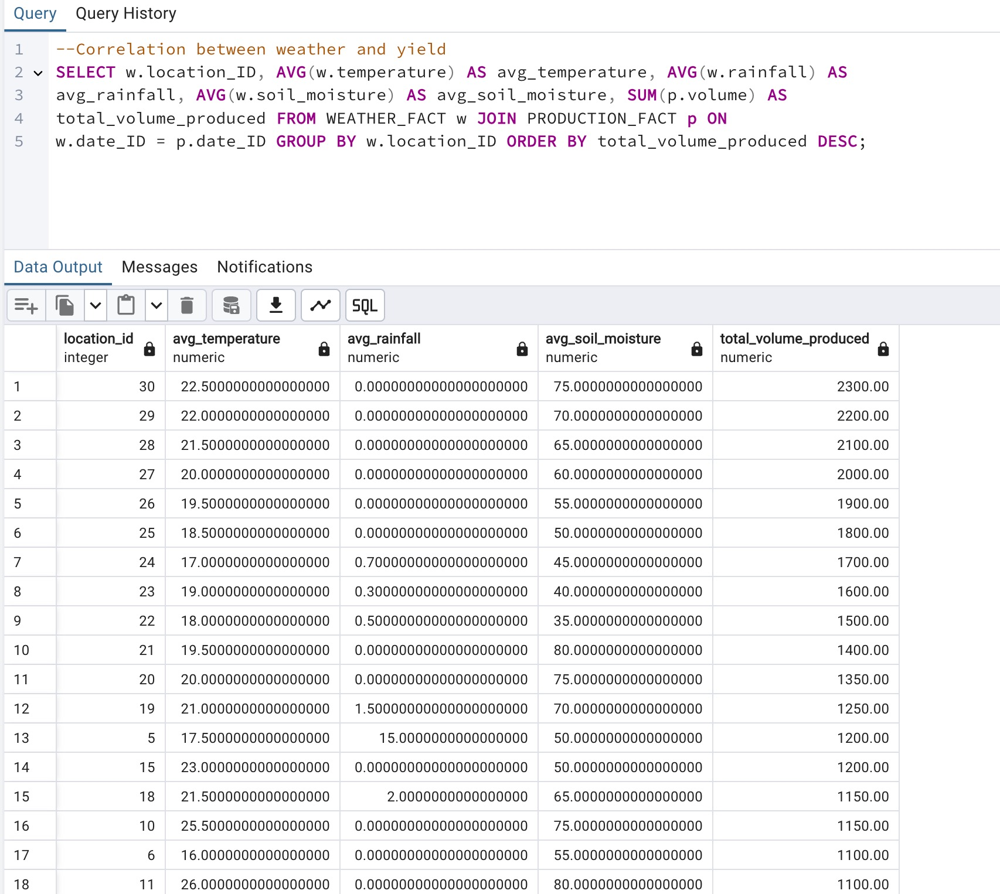 Query Query History
1 --Correlation between weather and yield
2 SELECT w.location_ID, AVG(w.temperature) AS avg_temperature, AVG(w.rainfall) AS
3 avg_rainfall, AVG(w.soil_moisture) AS avg_soil_moisture, SUM(p.volume) AS
4 total_volume_produced FROM WEATHER_FACT w JOIN PRODUCTION_FACT p ON
5 w.date_ID = p.date_ID GROUP BY w.location_ID ORDER BY total_volume_produced DESC;
Data Output Messages Notifications
SQL
location_id avg_temperature avg_rainfall avg_soil_moisture total_volume_produced
integer numeric numeric numeric numeric
1 30 22.5000000000000000 0.00000000000000000000 75.0000000000000000 2300.00
2 29 22.0000000000000000 0.00000000000000000000 70.0000000000000000 2200.00
3 28 21.5000000000000000 0.00000000000000000000 65.0000000000000000 2100.00
4 27 20.0000000000000000 0.00000000000000000000 60.0000000000000000 2000.00
5 26 19.5000000000000000 0.00000000000000000000 55.0000000000000000 1900.00
6 25 18.5000000000000000 0.00000000000000000000 50.0000000000000000 1800.00
7 24 17.0000000000000000 0.70000000000000000000 45.0000000000000000 1700.00
8 23 19.0000000000000000 0.30000000000000000000 40.0000000000000000 1600.00
9 22 18.0000000000000000 0.50000000000000000000 35.0000000000000000 1500.00
10 21 19.5000000000000000 0.00000000000000000000 80.0000000000000000 1400.00
11 20 20.0000000000000000 0.00000000000000000000 75.0000000000000000 1350.00
12 19 21.0000000000000000 1.50000000000000000000 70.0000000000000000 1250.00
13 5 17.5000000000000000 15.0000000000000000 50.0000000000000000 1200.00
14 15 23.0000000000000000 0.00000000000000000000 50.0000000000000000 1200.00
15 18 21.5000000000000000 2.0000000000000000 65.0000000000000000 1150.00
16 10 25.5000000000000000 0.00000000000000000000 75.0000000000000000 1150.00
17 6 16.0000000000000000 0.00000000000000000000 55.0000000000000000 1100.00
18 11 26.0000000000000000 0.00000000000000000000 80.0000000000000000 1100.00